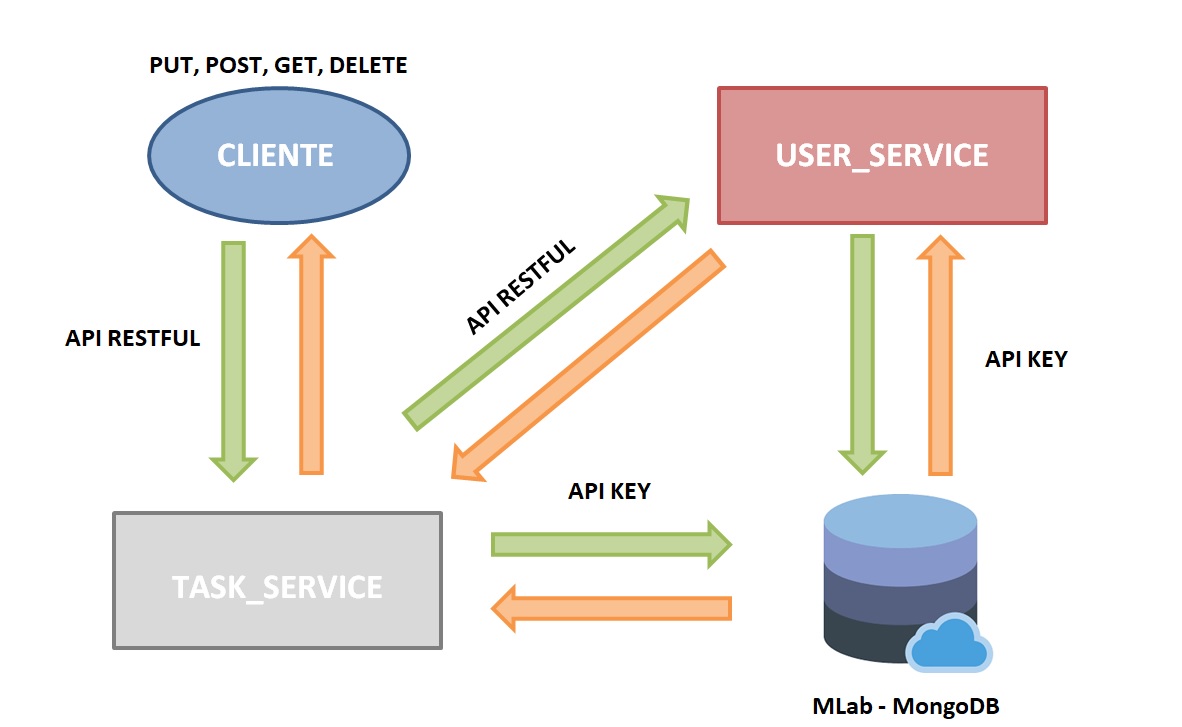 PUT, POST, GET, DELETE
CLIENTE
USER_SERVICE
API RESTFUL
API RESTFUL
API KEY
API KEY
TASK_SERVICE
MLab - MongoDB